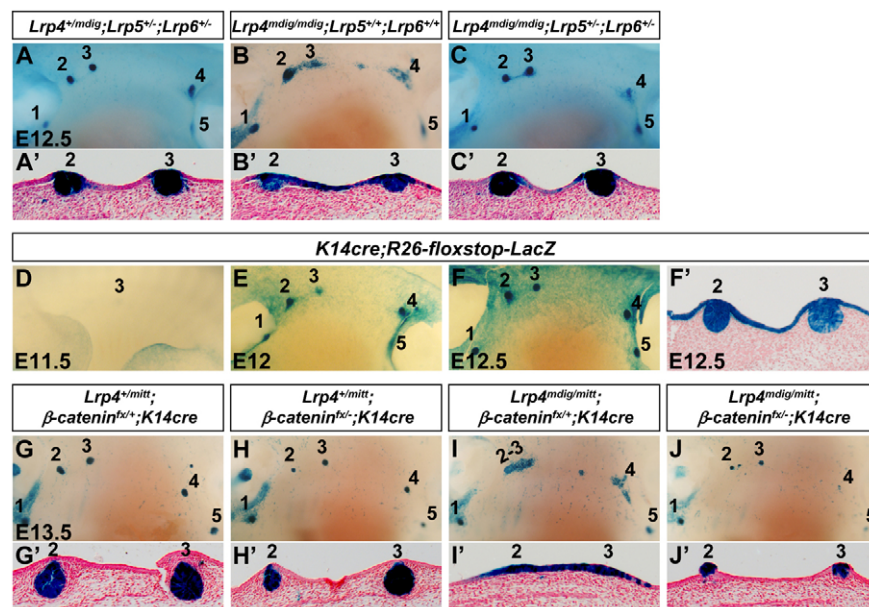 Lrp4+/mdig;Lrp5+/-;Lrp6+/- Lrp4mdig/mdig;Lrp5+/+;Lrp6+/+ Lrp4mdig/mdig;Lrp5+/-;Lrp6+/-
A 2 3 4 1 5 E12.5
B 2 3 4 1 5
C 2 3 4 1 5
A' 2 3
B' 2 3
C' 2 3
K14cre;R26-floxstop-LacZ
D 3 E11.5
E 2 3 4 1 5 E12
F 2 3 4 1 5 E12.5
F' 2 3 E12.5
Lrp4+/mitt;
β-cateninfx/+;K14cre
Lrp4+/mitt;
β-cateninfx/-;K14cre
Lrp4mdig/mitt;
β-cateninfx/+;K14cre
Lrp4mdig/mitt;
β-cateninfx/-;K14cre
G 2 3 4 1 5 E13.5
H 2 3 4 1 5
I 2-3 4 1 5
J 2 3 4 1 5
G' 2 3
H' 2 3
I' 2 3
J' 2 3